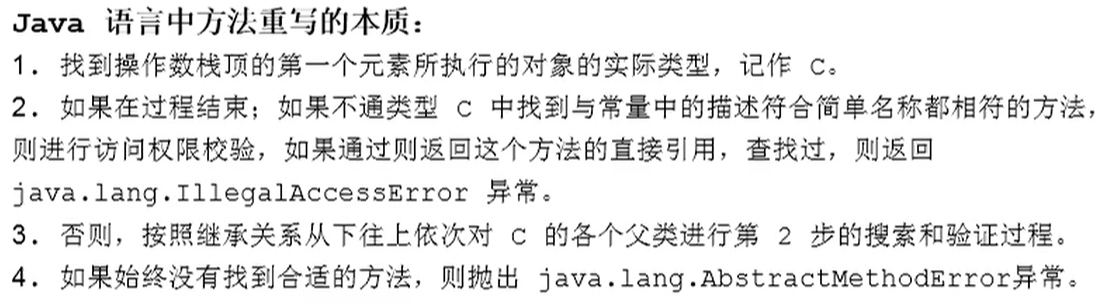 Java 语言中方法重写的本质：
1. 找到操作数栈顶的第一个元素所执行的对象的实际类型，记作 C。
2. 如果在过程结束；如果不通类型 C 中找到与常量中的描述符合简单名称都相符的方法，
则进行访问权限校验，如果通过则返回这个方法的直接引用，查找过，则返回
java.lang.IllegalAccessError 异常。
3. 否则，按照继承关系从下往上依次对 C 的各个父类进行第 2 步的搜索和验证过程。
4. 如果始终没有找到合适的方法，则抛出 java.lang.AbstractMethodError异常。